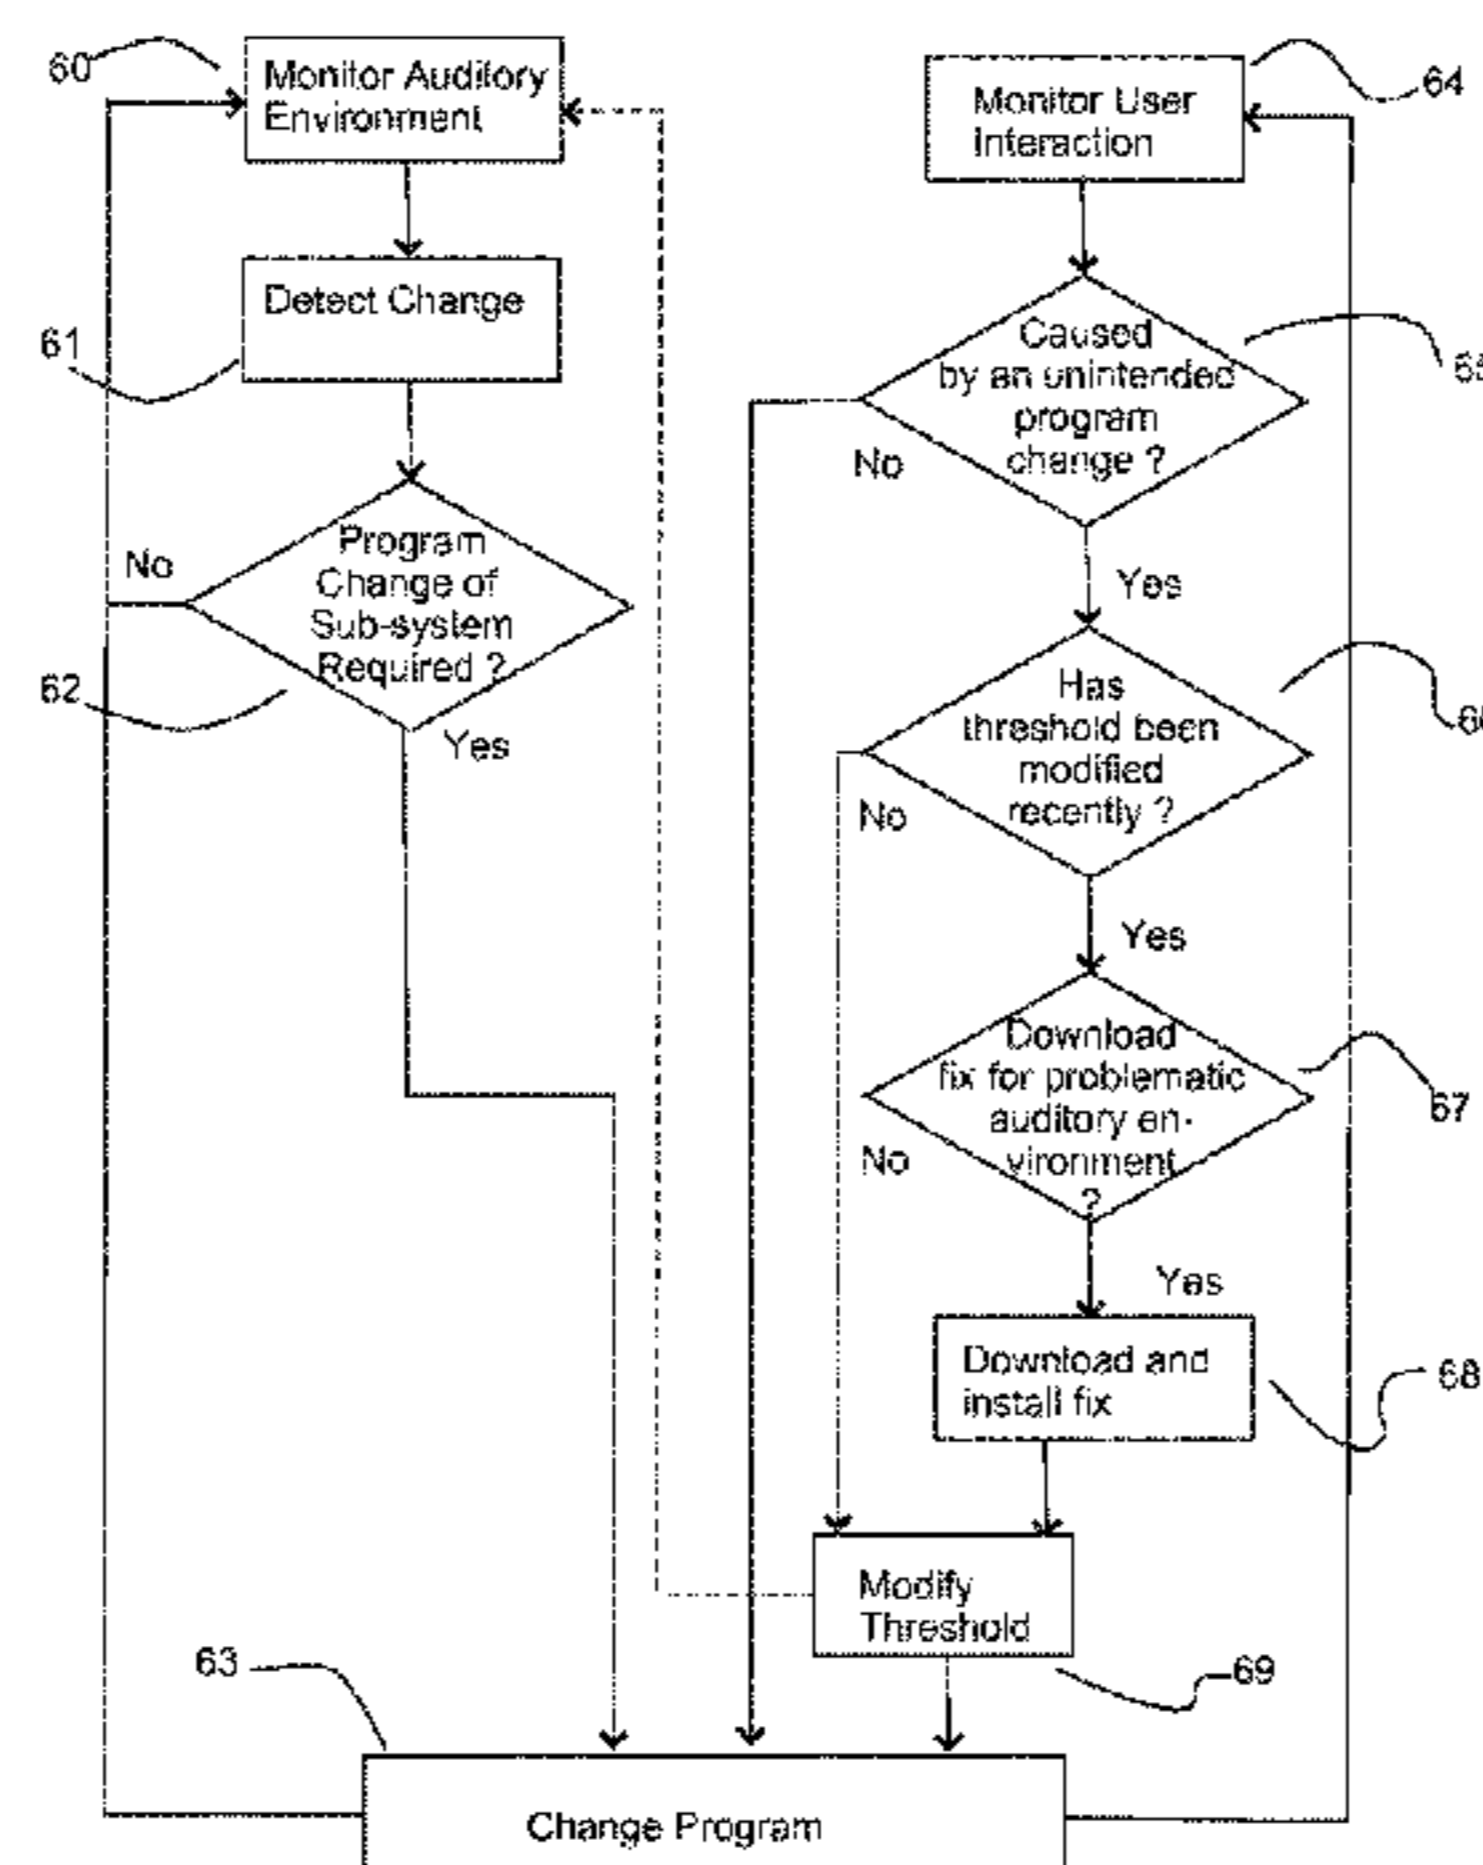 60
Monitor Auditory
Environment
61
Detect Change
Program
Change of
Sub-system
Required ?
No
62
Yes
64
Monitor User
Interaction
Caused
by an unintended
program
change ?
No
Yes
Has
threshold been
modified
recently ?
No
Yes
Download
fix for problematic
auditory en-
vironment
?
67
No
Yes
Download and
install fix
68
Modify
Threshold
69
63
Change Program